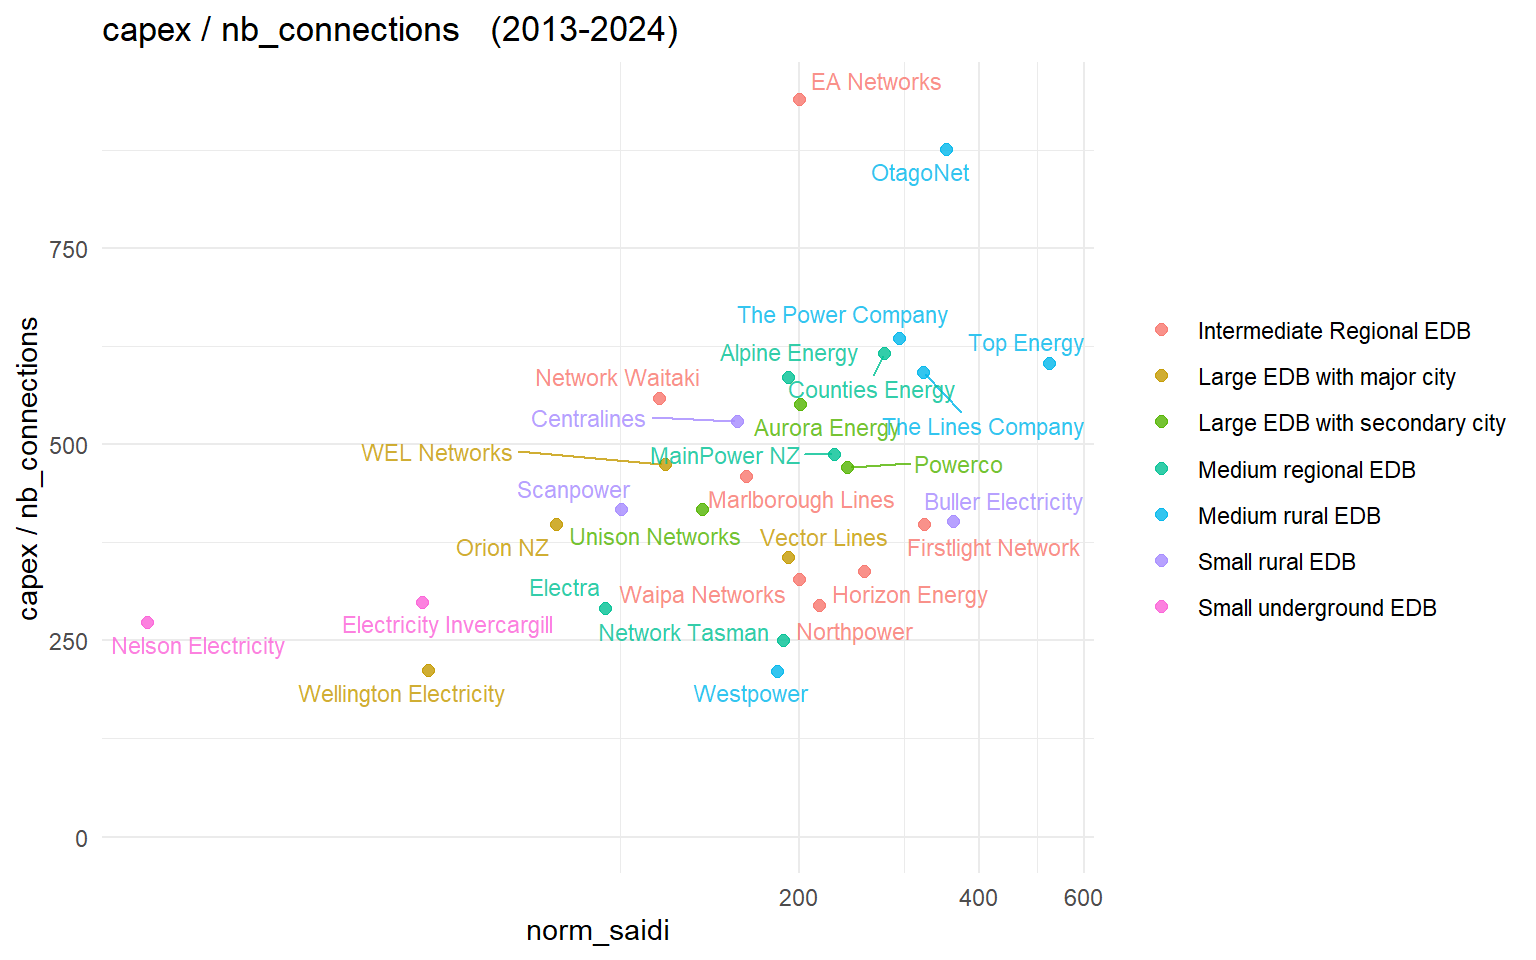 capex / nb_connections (2013-2024)
EA Networks
OtagoNet
750
The Power Company
Top Energy
Alpine Energy
Network Waitaki
Counties Energy
Centralines
Aurora Energy
The Lines Company
500
WEL Networks
MainPower NZ
Powerco
Scanpower
Marlborough Lines
Buller Electricity
Unison Networks
Vector Lines
Orion NZ
Firstlight Network
Electra
Waipa Networks
Horizon Energy
Electricity Invercargill
Network Tasman
Northpower
Nelson Electricity
250
Wellington Electricity
Westpower
0
200
400
600
norm_saidi
capex / nb_connections
Intermediate Regional EDB
Large EDB with major city
Large EDB with secondary city
Medium regional EDB
Medium rural EDB
Small rural EDB
Small underground EDB